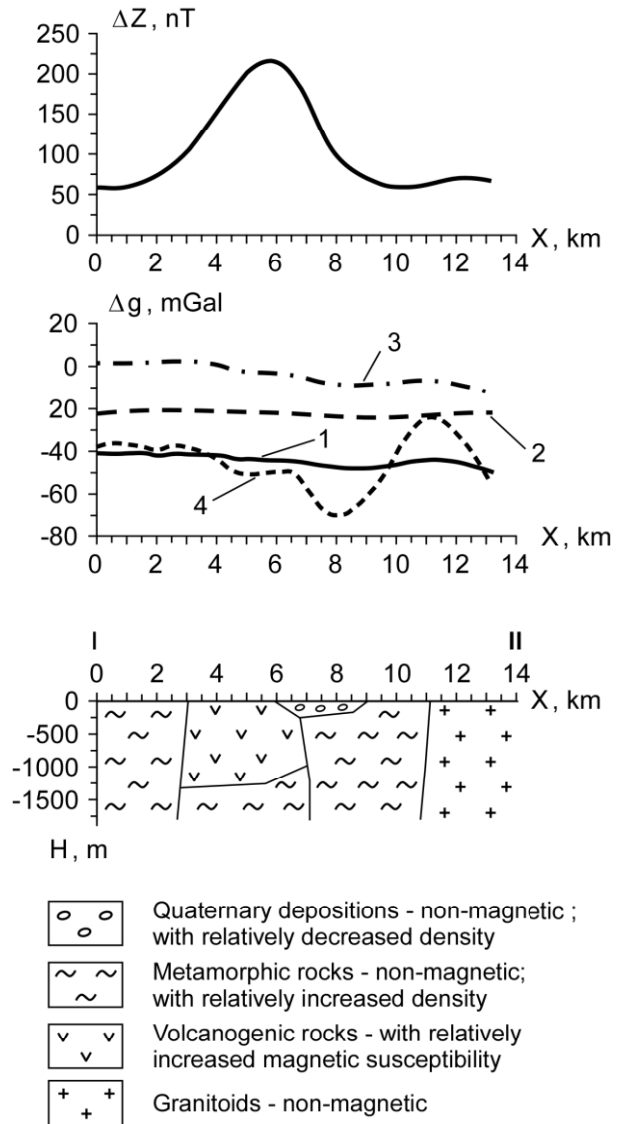 ΔZ , nT
250
200
150
100
50
0
X, km
0 2 4 6 8 10 12 14
Δg , mGal
20
0
20
-40
-60
-80
3
1
2
4
X , km
0 2 4 6 8 10 12 14
I II
0 2 4 6 8 10 12 14
X, km
0
-500
-1000
-1500
H , m
Quaternary depositions - non-magnetic ;
with relatively decreased density
Metamorphic rocks - non-magnetic;
with relatively increased density
Volcanogenic rocks - with relatively
increased magnetic susceptibility
Granitoids - non-magnetic